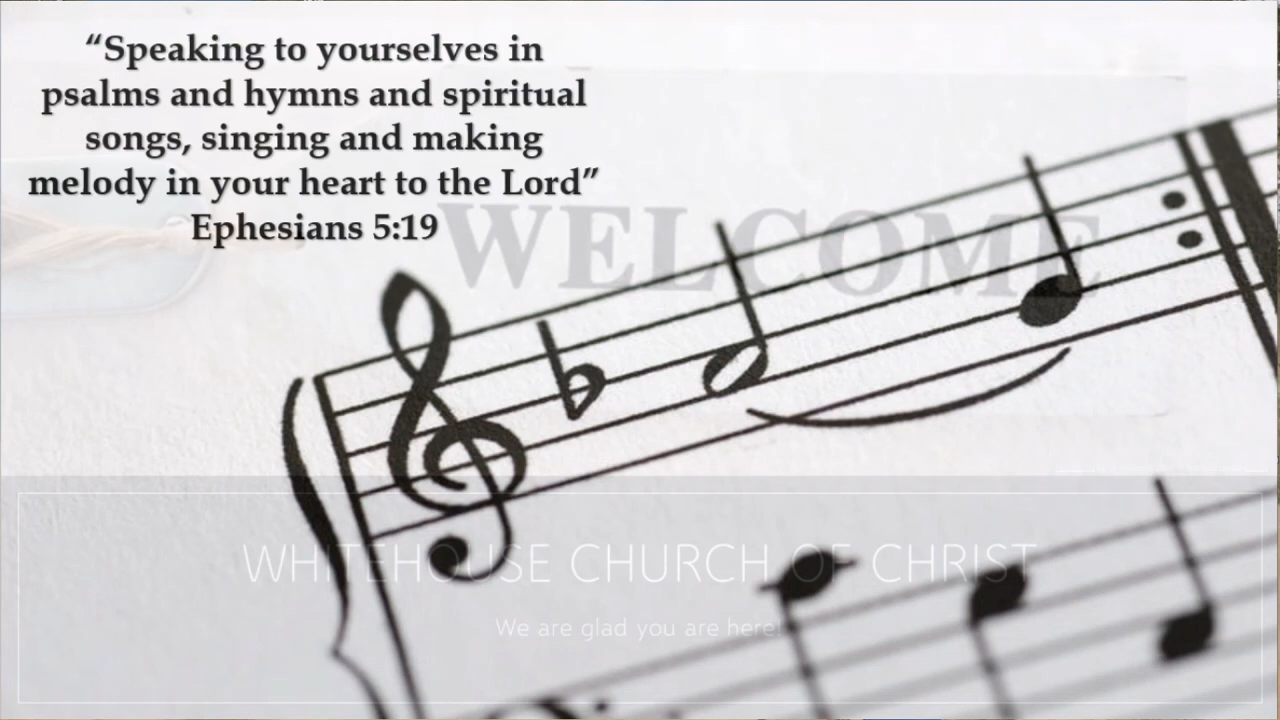 “Speaking to yourselves in
psalms and hymns and spiritual
songs, singing and making
melody in your heart to the Lord”
Ephesians 5:19
WELCOME
WHITEHOUSE CHURCH OF CHRIST
We are glad you are here!